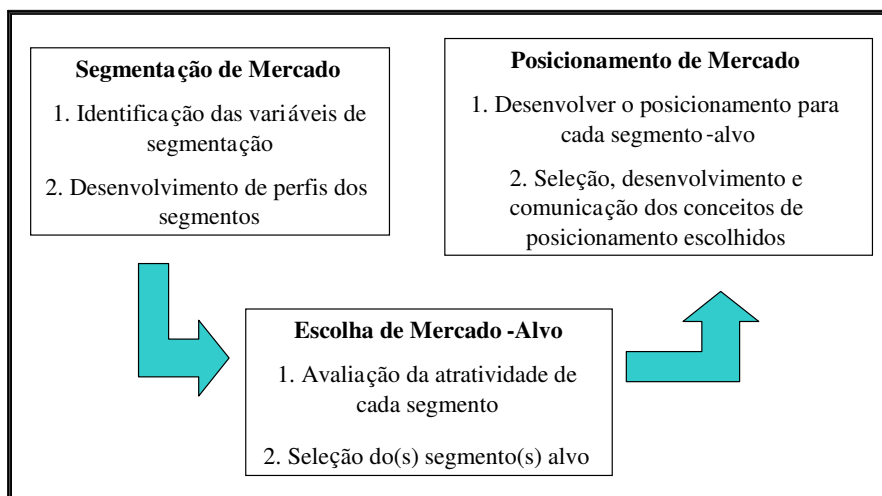 Segmentação de Mercado
1. Identificação das variáveis de
segmentação
2. Desenvolvimento de perfis dos
segmentos
Escolha de Mercado -Alvo
1. Avaliação da atratividade de
cada segmento
2. Seleção do(s) segmento(s) alvo
Posicionamento de Mercado
1. Desenvolver o posicionamento para
cada segmento -alvo
2. Seleção, desenvolvimento e
comunicação dos conceitos de
posicionamento escolhidos